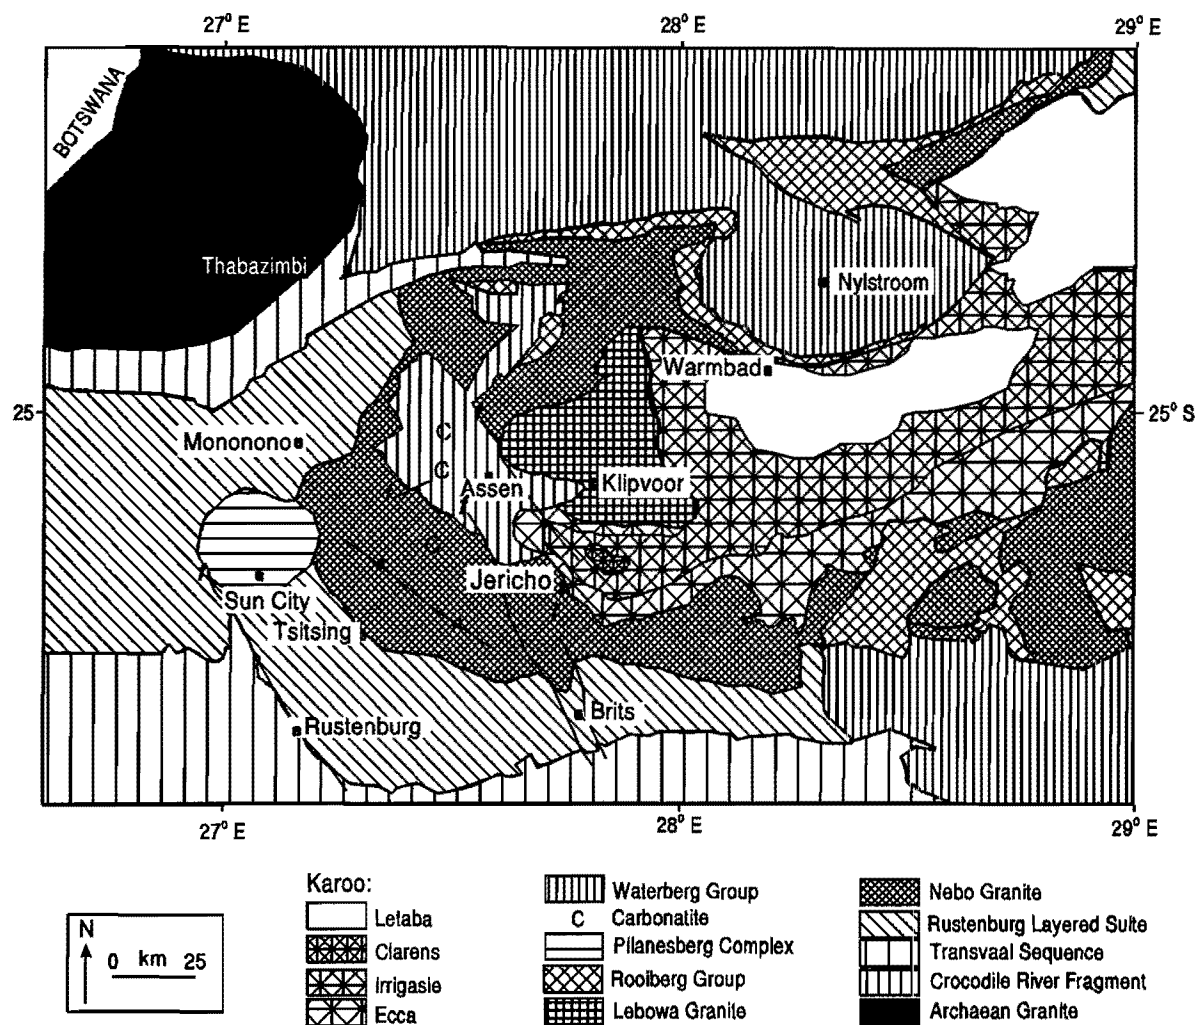 27° E 28° E 29° E
BOTSWANA
Thabazimbi
Nylstroom
Warmbad
25 25° S
Mononono
C
C
Assen Klipvoor
Jericho
Sun City
Tsitsing
Brits
Rustenburg
27° E 28° E 29° E
Karoo:
Letaba
Clarens
Irrigasie
Ecca
Waterberg Group
C Carbonatite
Pilanesberg Complex
Rooiberg Group
Lebowa Granite
Nebo Granite
Rustenburg Layered Suite
Transvaal Sequence
Crocodile River Fragment
Archaean Granite
N
0 km 25